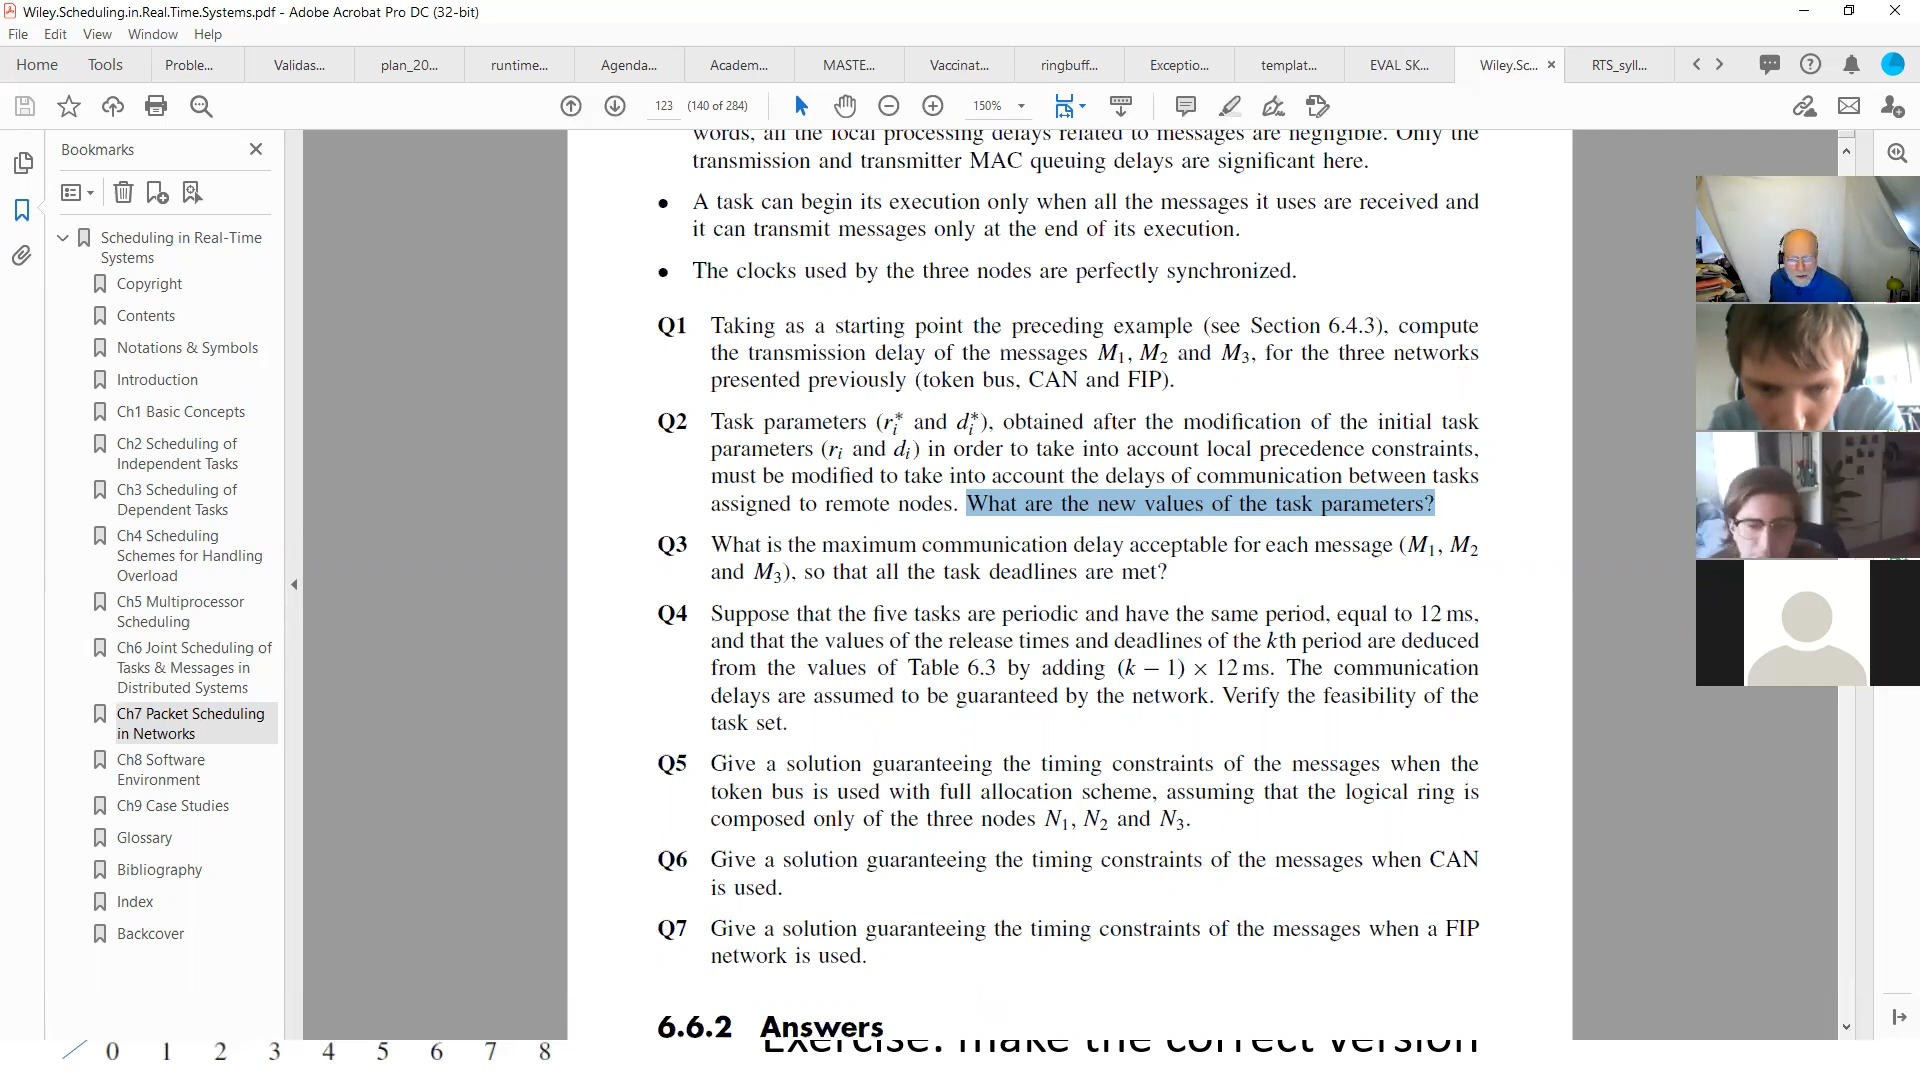 Wiley.Scheduling.in.Real.Time.Systems.pdf - Adobe Acrobat Pro DC (32-bit)
File Edit View Window Help
Home Tools Proble... Validas... plan_20... runtime... Agenda... Academ... MASTE... Vaccinat... ringbuff... Exceptio... templat... EVAL SK... Wiley.Sc... × RTS_syll...
123 (140 of 284) 150%
Bookmarks
Scheduling in Real-Time
Systems
Copyright
Contents
Notations & Symbols
Introduction
Ch1 Basic Concepts
Ch2 Scheduling of
Independent Tasks
Ch3 Scheduling of
Dependent Tasks
Ch4 Scheduling
Schemes for Handling
Overload
Ch5 Multiprocessor
Scheduling
Ch6 Joint Scheduling of
Tasks & Messages in
Distributed Systems
Ch7 Packet Scheduling
in Networks
Ch8 Software
Environment
Ch9 Case Studies
Glossary
Bibliography
Index
Backcover
words, all the local processing delays related to messages are negligible. Only the
transmission and transmitter MAC queuing delays are significant here.
• A task can begin its execution only when all the messages it uses are received and
it can transmit messages only at the end of its execution.
• The clocks used by the three nodes are perfectly synchronized.
Q1 Taking as a starting point the preceding example (see Section 6.4.3), compute
the transmission delay of the messages M₁, M₂ and M₃, for the three networks
presented previously (token bus, CAN and FIP).
Q2 Task parameters (rᵢ* and dᵢ*), obtained after the modification of the initial task
parameters (rᵢ and dᵢ) in order to take into account local precedence constraints,
must be modified to take into account the delays of communication between tasks
assigned to remote nodes. What are the new values of the task parameters?
Q3 What is the maximum communication delay acceptable for each message (M₁, M₂
and M₃), so that all the task deadlines are met?
Q4 Suppose that the five tasks are periodic and have the same period, equal to 12 ms,
and that the values of the release times and deadlines of the kth period are deduced
from the values of Table 6.3 by adding (k − 1) × 12 ms. The communication
delays are assumed to be guaranteed by the network. Verify the feasibility of the
task set.
Q5 Give a solution guaranteeing the timing constraints of the messages when the
token bus is used with full allocation scheme, assuming that the logical ring is
composed only of the three nodes N₁, N₂ and N₃.
Q6 Give a solution guaranteeing the timing constraints of the messages when CAN
is used.
Q7 Give a solution guaranteeing the timing constraints of the messages when a FIP
network is used.
6.6.2 Answers
Exercise: make the correct version
0 1 2 3 4 5 6 7 8